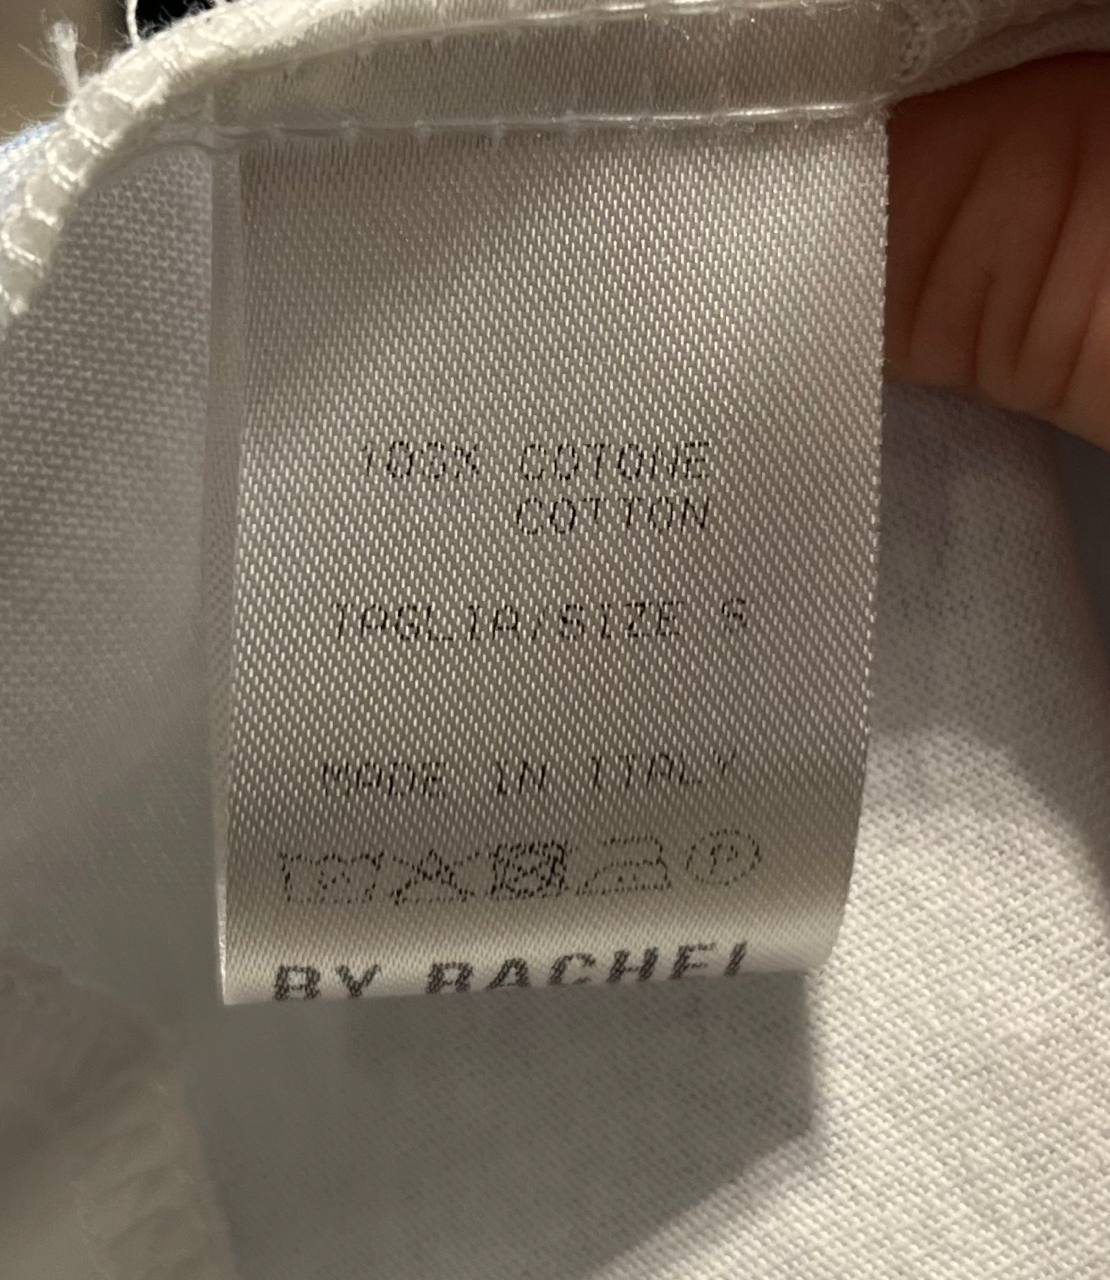 100% COTONE
COTTON
TAGLIA/SIZE S
MADE IN ITALY
P
BY RACHEL